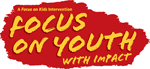 A Focus on Kids Intervention
FOCUS
ON YOUTH
WITH IMPACT